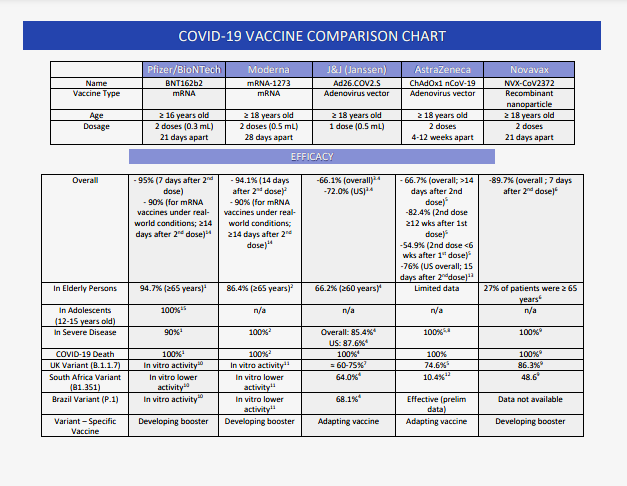 COVID-19 VACCINE COMPARISON CHART
Pfizer/BioNTech Moderna J&J (Janssen) AstraZeneca Novavax
Name BNT162b2 mRNA-1273 Ad26.COV2.S ChAdOx1 nCoV-19 NVX-CoV2372
Vaccine Type mRNA mRNA Adenovirus vector Adenovirus vector Recombinant
nanoparticle
Age ≥ 16 years old ≥ 18 years old ≥ 18 years old ≥ 18 years old ≥ 18 years old
Dosage 2 doses (0.3 mL) 2 doses (0.5 mL) 1 dose (0.5 mL) 2 doses 2 doses
21 days apart 28 days apart 4-12 weeks apart 21 days apart
EFFICACY
Overall - 95% (7 days after 2nd - 94.1% (14 days -66.1% (overall)3,4 - 66.7% (overall; >14 -89.7% (overall ; 7 days
dose) after 2nd dose)2 -72.0% (US)3,4 days after 2nd after 2nd dose)6
- 90% (for mRNA - 90% (for mRNA dose)5
vaccines under real- vaccines under real- -82.4% (2nd dose
world conditions; ≥14 world conditions; ≥12 wks after 1st
days after 2nd dose)14 ≥14 days after 2nd dose)5
dose)14 -54.9% (2nd dose <6
wks after 1st dose)5
-76% (US overall; 15
days after 2nddose)13
In Elderly Persons 94.7% (≥65 years)1 86.4% (≥65 years)2 66.2% (≥60 years)4 Limited data 27% of patients were ≥ 65
years6
In Adolescents 100%15 n/a n/a n/a n/a
(12-15 years old)
In Severe Disease 90%1 100%2 Overall: 85.4%4 100%5,8 100%9
US: 87.6%4
COVID-19 Death 100%1 100%2 100%4 100% 100%9
UK Variant (B.1.1.7) In vitro activity10 In vitro activity11 ≈ 60-75%7 74.6%5 86.3%9
South Africa Variant In vitro lower In vitro lower 64.0%4 10.4%12 48.69
(B1.351) activity10 activity11
Brazil Variant (P.1) In vitro activity10 In vitro lower 68.1%4 Effective (prelim Data not available
activity11 data)
Variant – Specific Developing booster Developing booster Adapting vaccine Adapting vaccine Developing booster
Vaccine